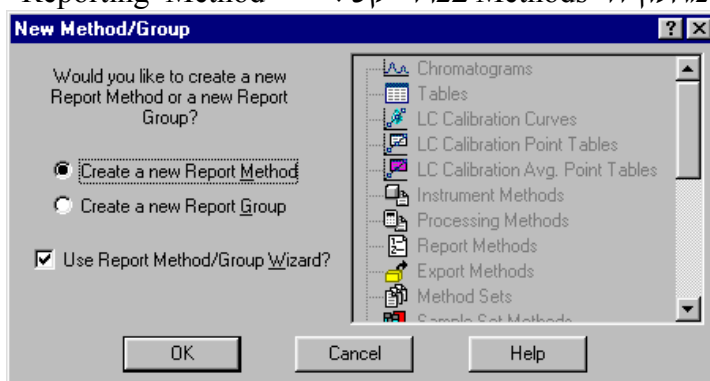 Methods Reporting Method
New Method/Group
Would you like to create a new
Report Method or a new Report
Group?
Create a new Report Method
Create a new Report Group
Use Report Method/Group Wizard?
Chromatograms
Tables
LC Calibration Curves
LC Calibration Point Tables
LC Calibration Avg. Point Tables
Instrument Methods
Processing Methods
Report Methods
Export Methods
Method Sets
Sample Set Methods
OK
Cancel
Help